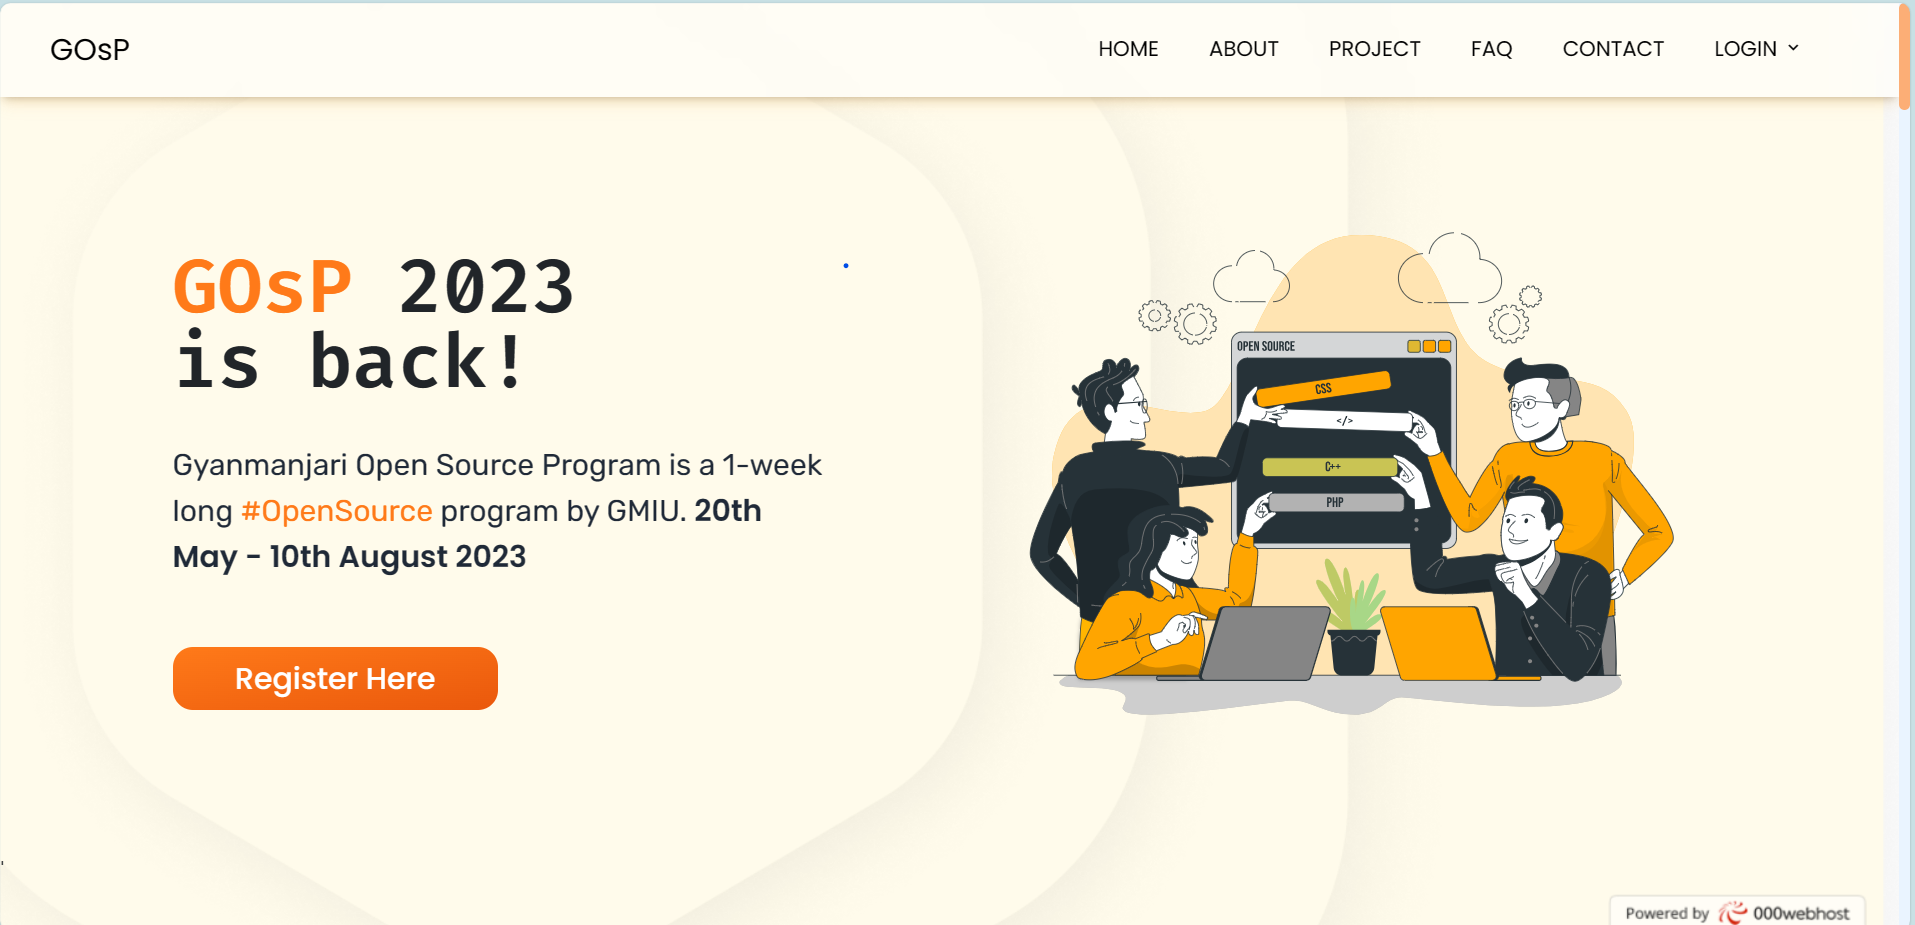 GOsP
HOME ABOUT PROJECT FAQ CONTACT LOGIN
GOsP 2023
is back!
Gyanmanjari Open Source Program is a 1-week
long #OpenSource program by GMIU. 20th
May - 10th August 2023
Register Here
OPEN SOURCE
CSS
</>
C++
PHP
Powered by 000webhost